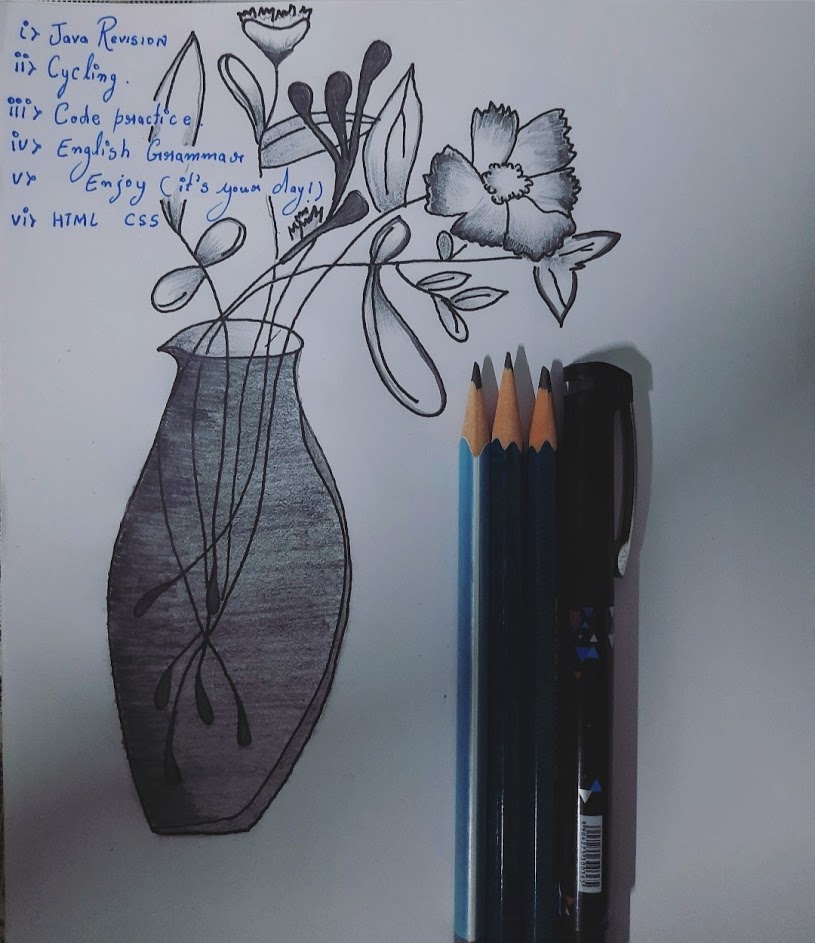 i> Java Revision
ii> Cycling.
iii> Code practice.
iv> English Grammar
v> Enjoy (it's your day!)
vi> HTML CSS